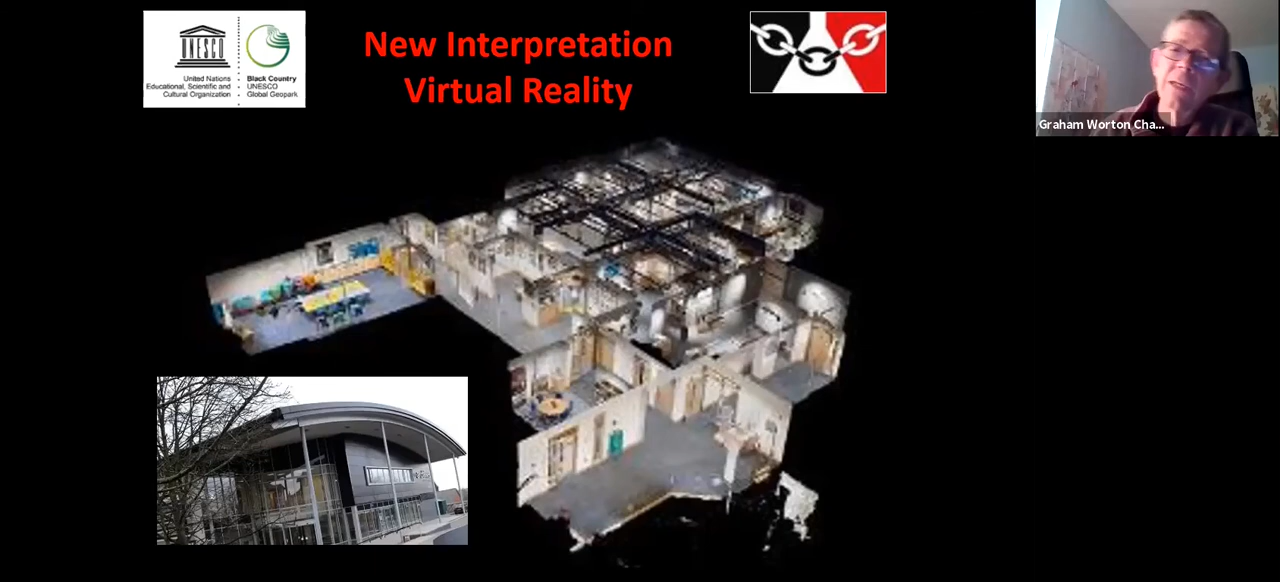 UNESCO
United Nations
Educational, Scientific and
Cultural Organization
Black Country
UNESCO
Global Geopark
New Interpretation
Virtual Reality
Graham Worton Cha...